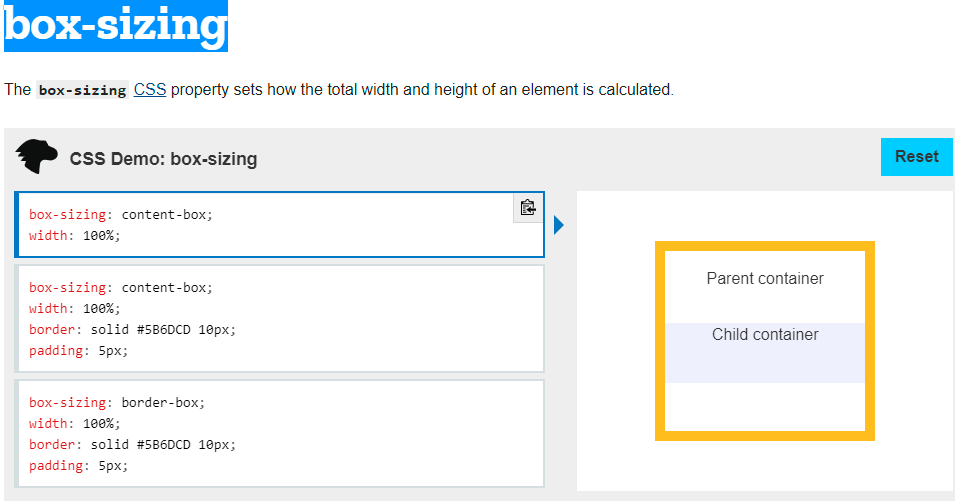 box-sizing
The box-sizing CSS property sets how the total width and height of an element is calculated.
CSS Demo: box-sizing
Reset
box-sizing: content-box;
width: 100%;
box-sizing: content-box;
width: 100%;
border: solid #5B6DCD 10px;
padding: 5px;
box-sizing: border-box;
width: 100%;
border: solid #5B6DCD 10px;
padding: 5px;
Parent container
Child container